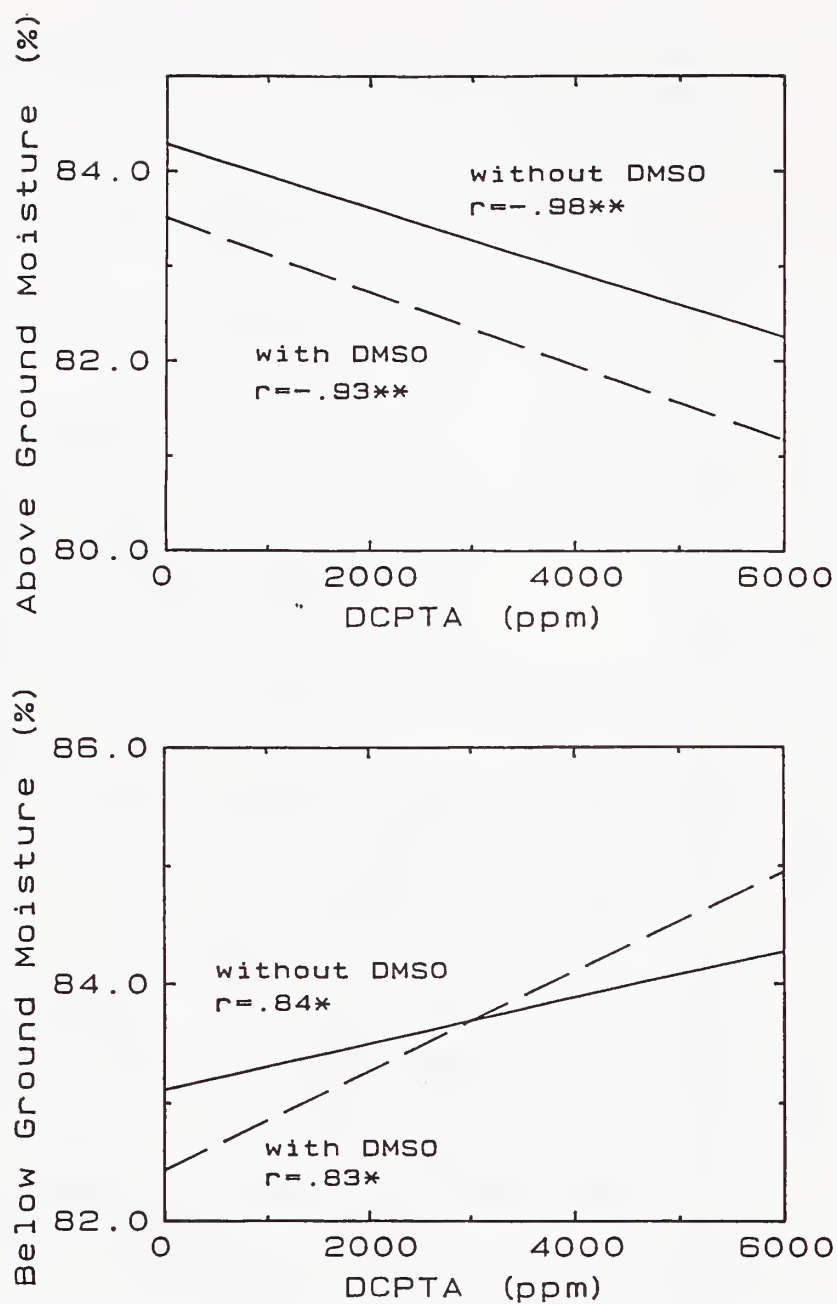 Above Ground Moisture (%)
84.0
82.0
80.0
without DMSO
r=-.98**
with DMSO
r=-.93**
0 2000 4000 6000
DCPTA (ppm)
Below Ground Moisture (%)
86.0
84.0
82.0
without DMSO
r=.84*
with DMSO
r=.83*
0 2000 4000 6000
DCPTA (ppm)